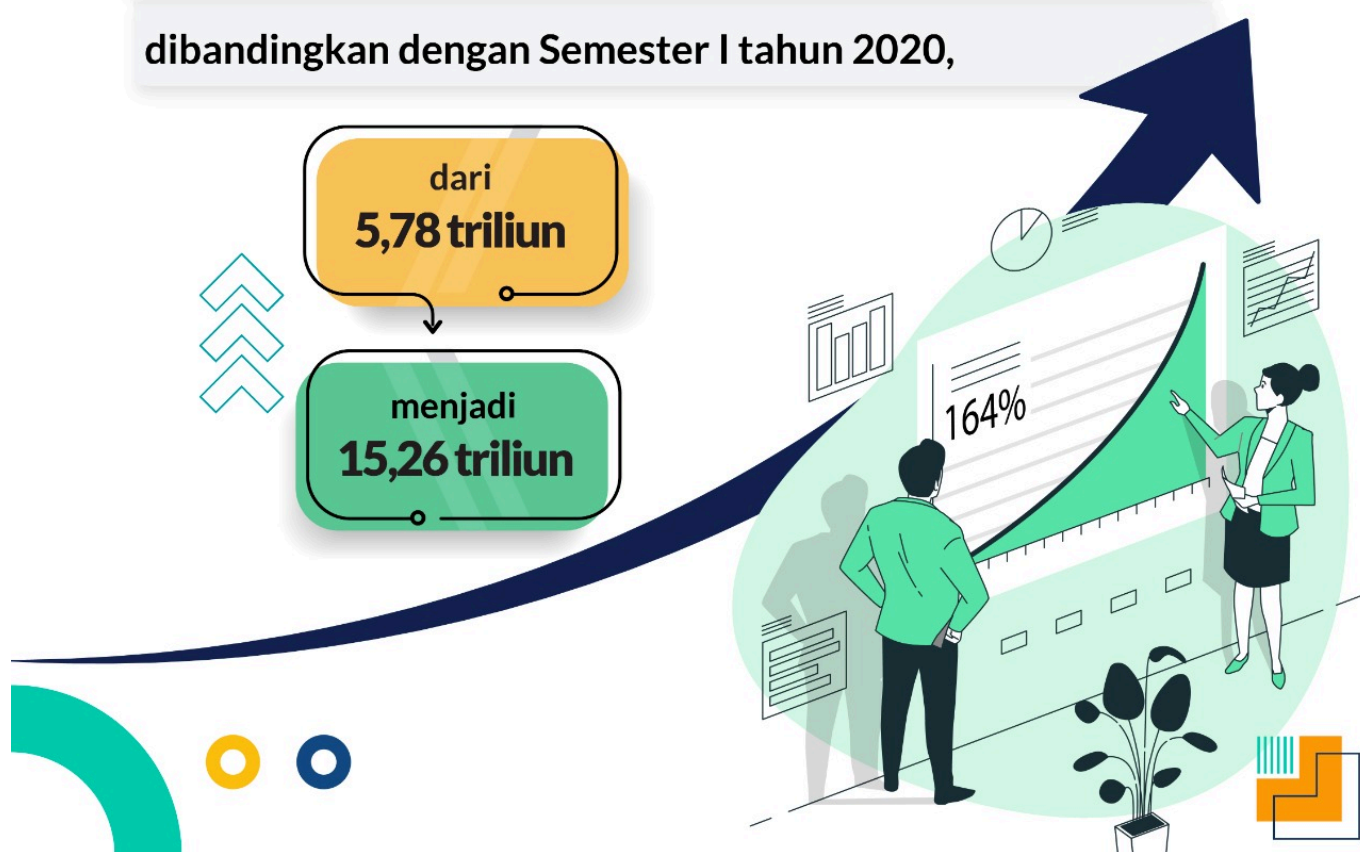 dibandingkan dengan Semester I tahun 2020,
dari
5,78 triliun
menjadi
15,26 triliun
164%